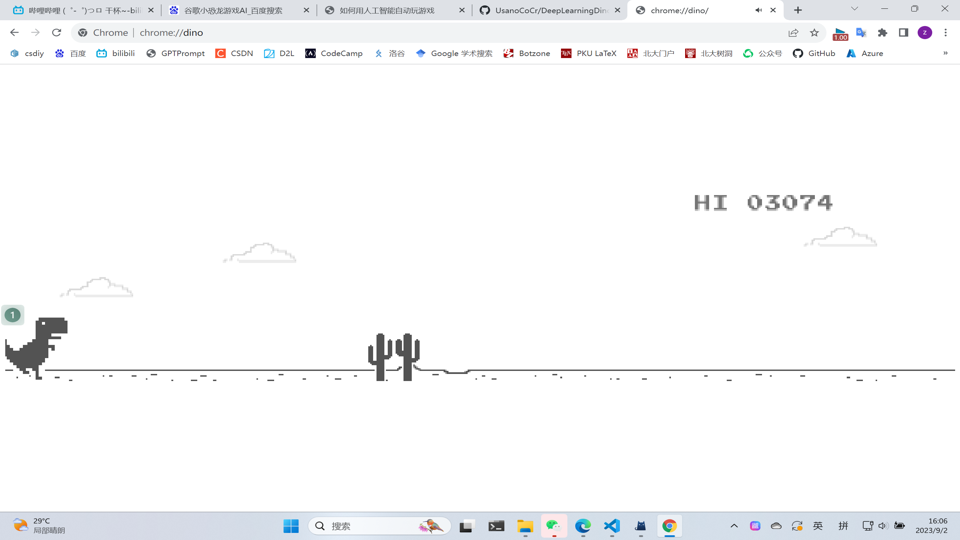 哔哩哔哩 (゜-゜)つロ 干杯~-bili
谷歌小恐龙游戏AI_百度搜索
如何用人工智能自动玩游戏
UsanoCoCr/DeepLearningDin
chrome://dino/
Chrome | chrome://dino
1.00
z
csdiy
百度
bilibili
GPTPrompt
CSDN
D2L
CodeCamp
洛谷
Google 学术搜索
Botzone
PKU LaTeX
北大门户
北大树洞
公众号
GitHub
Azure
»
HI 03074
1
29°C
局部晴朗
搜索
英
拼
16:06
2023/9/2